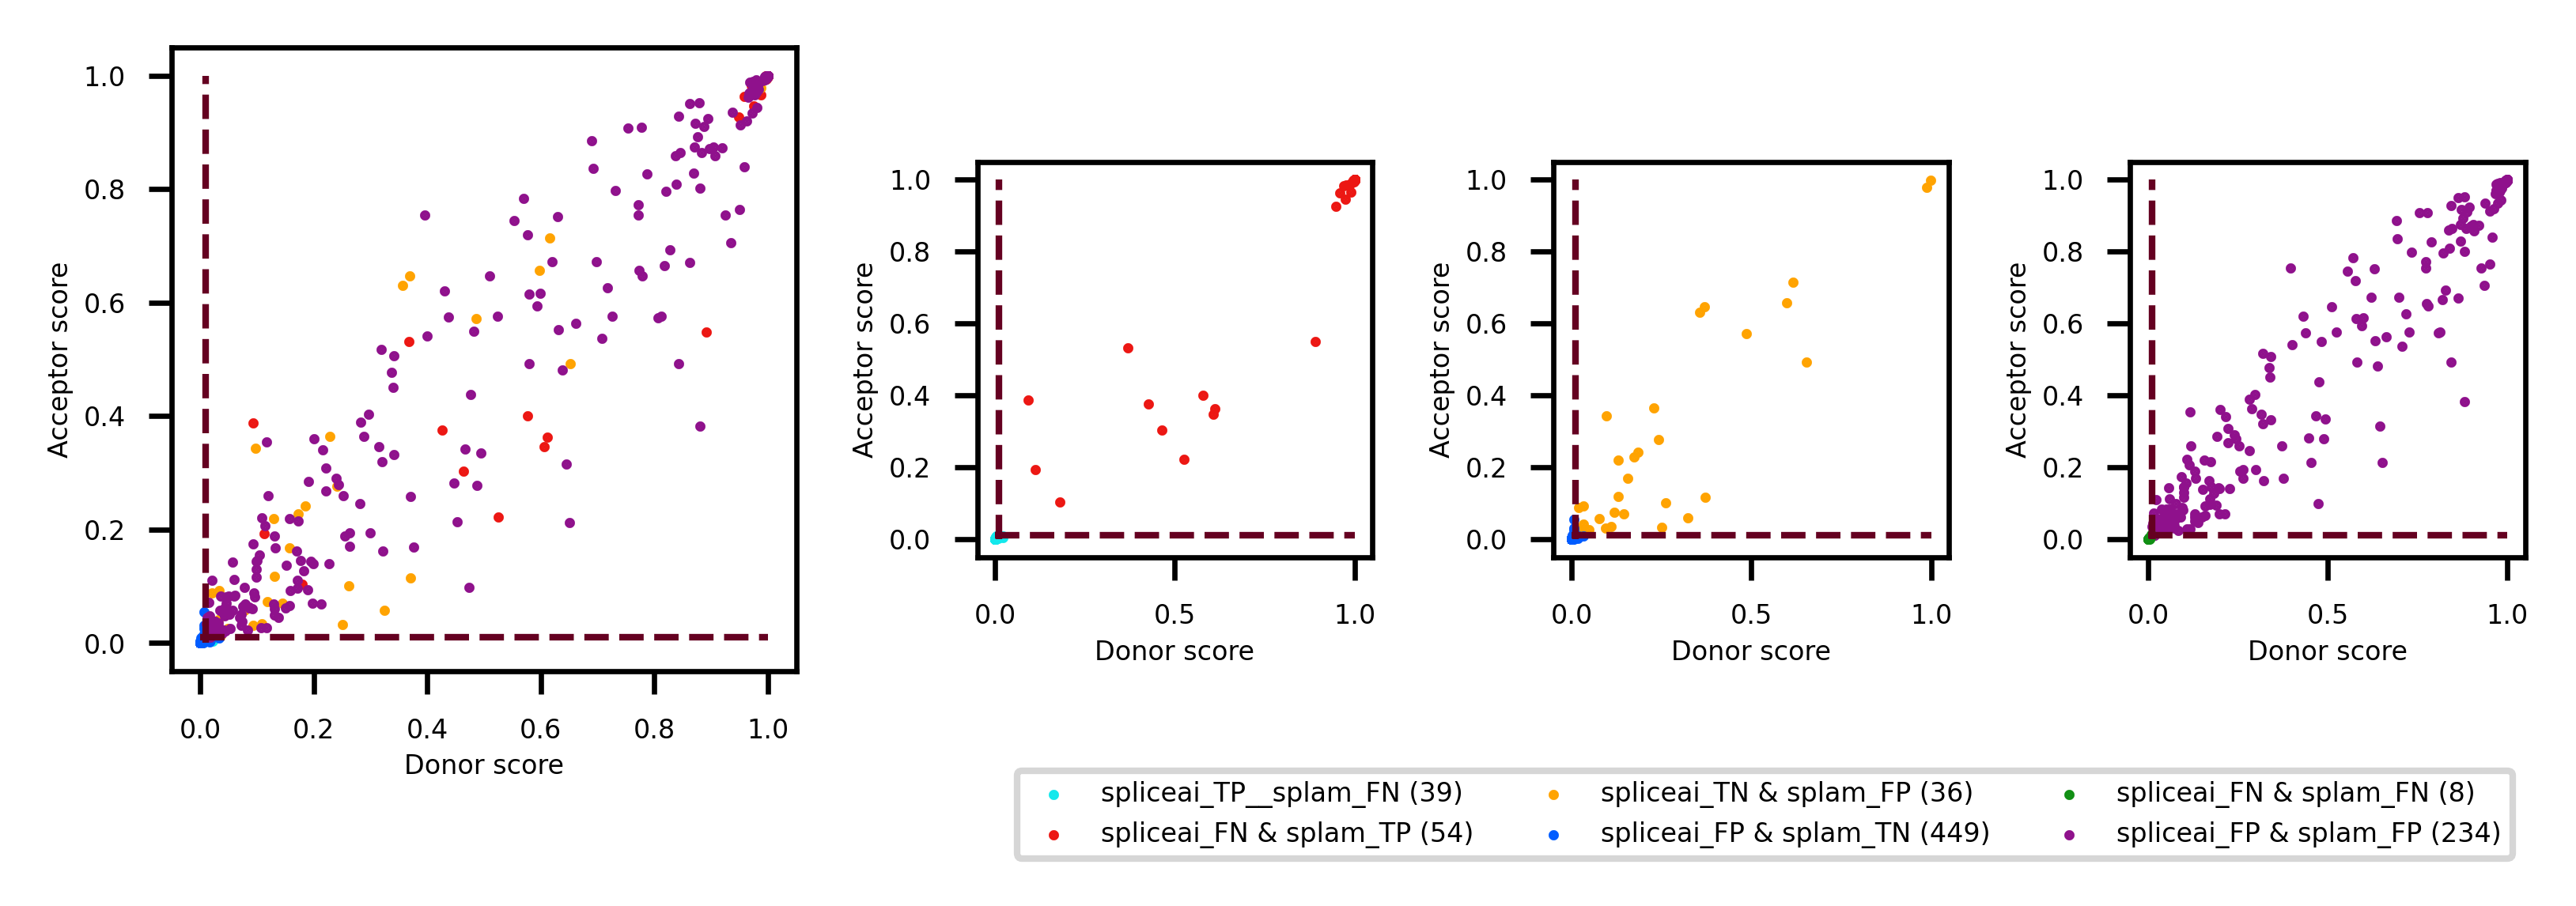 1.0
0.8
0.6
0.4
0.2
0.0
Acceptor score
0.0 0.2 0.4 0.6 0.8 1.0
Donor score
1.0
0.8
0.6
0.4
0.2
0.0
Acceptor score
0.0 0.5 1.0
Donor score
1.0
0.8
0.6
0.4
0.2
0.0
Acceptor score
0.0 0.5 1.0
Donor score
1.0
0.8
0.6
0.4
0.2
0.0
Acceptor score
0.0 0.5 1.0
Donor score
spliceai_TP__splam_FN (39)
spliceai_FN & splam_TP (54)
spliceai_TN & splam_FP (36)
spliceai_FP & splam_TN (449)
spliceai_FN & splam_FN (8)
spliceai_FP & splam_FP (234)